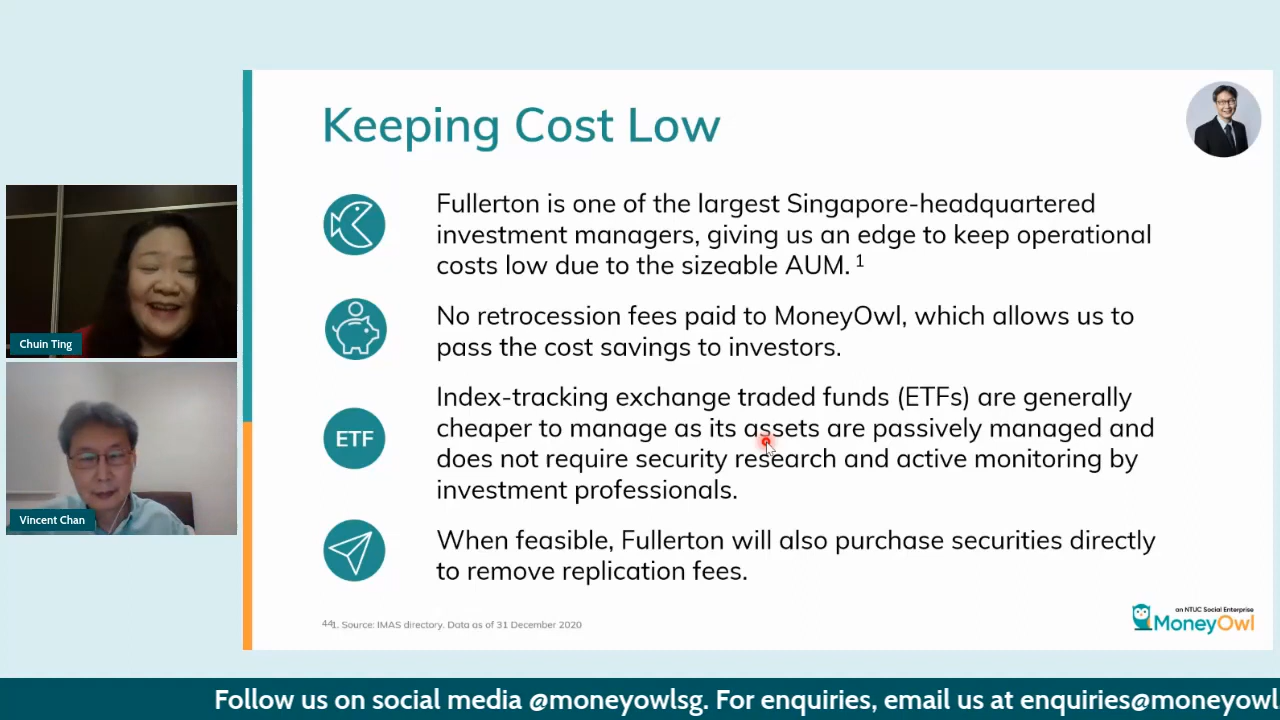 Keeping Cost Low
Fullerton is one of the largest Singapore-headquartered
investment managers, giving us an edge to keep operational
costs low due to the sizeable AUM. 1
No retrocession fees paid to MoneyOwl, which allows us to
pass the cost savings to investors.
ETF
Index-tracking exchange traded funds (ETFs) are generally
cheaper to manage as its assets are passively managed and
does not require security research and active monitoring by
investment professionals.
When feasible, Fullerton will also purchase securities directly
to remove replication fees.
441. Source: IMAS directory. Data as of 31 December 2020
an NTUC Social Enterprise
MoneyOwl
Chuin Ting
Vincent Chan
Follow us on social media @moneyowlsg. For enquiries, email us at enquiries@moneyowl